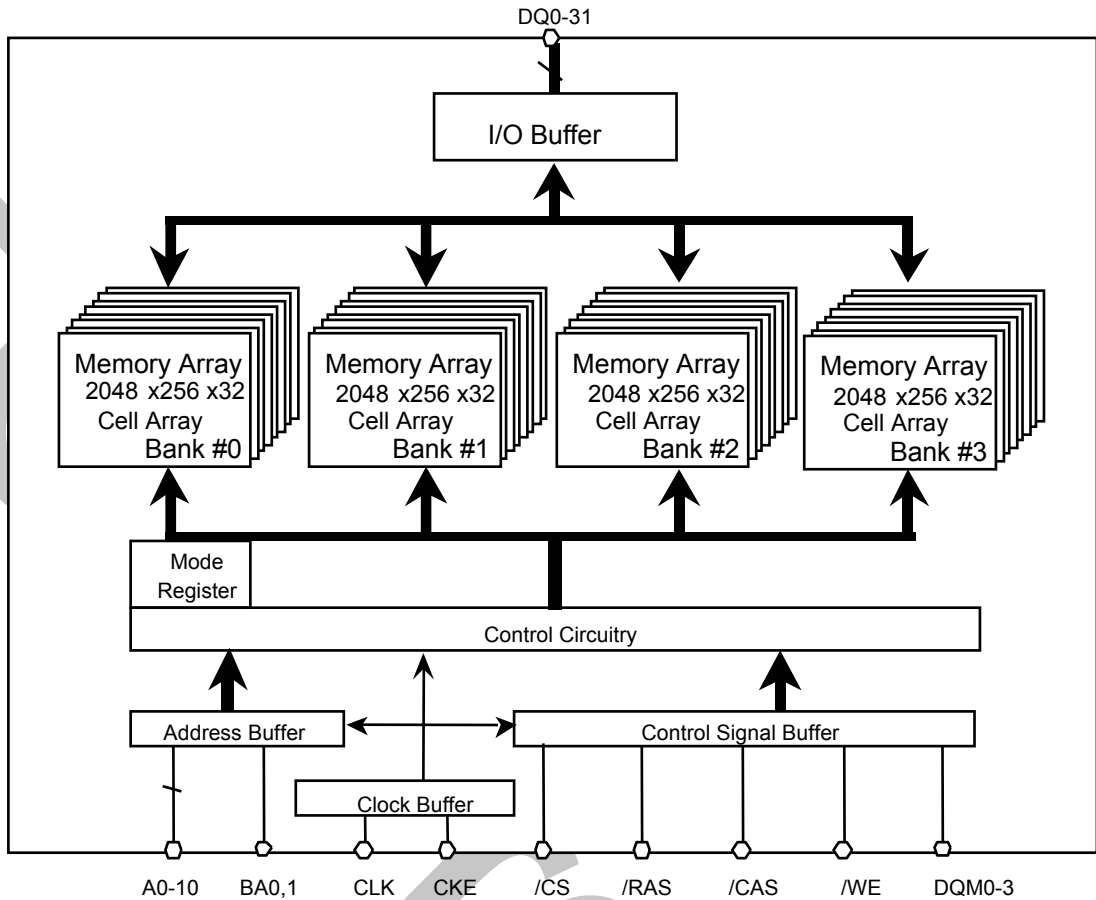 DQ0-31
I/O Buffer
Memory Array
2048 x256 x32
Cell Array
Bank #0
Memory Array
2048 x256 x32
Cell Array
Bank #1
Memory Array
2048 x256 x32
Cell Array
Bank #2
Memory Array
2048 x256 x32
Cell Array
Bank #3
Mode
Register
Control Circuitry
Address Buffer
Control Signal Buffer
Clock Buffer
A0-10 BA0,1 CLK CKE /CS /RAS /CAS /WE DQM0-3